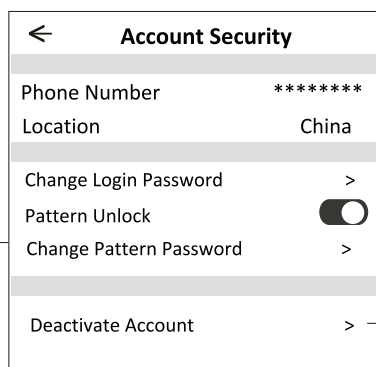 Account Security
Phone Number ********
Location China
Change Login Password >
Pattern Unlock
Change Pattern Password >
Deactivate Account >